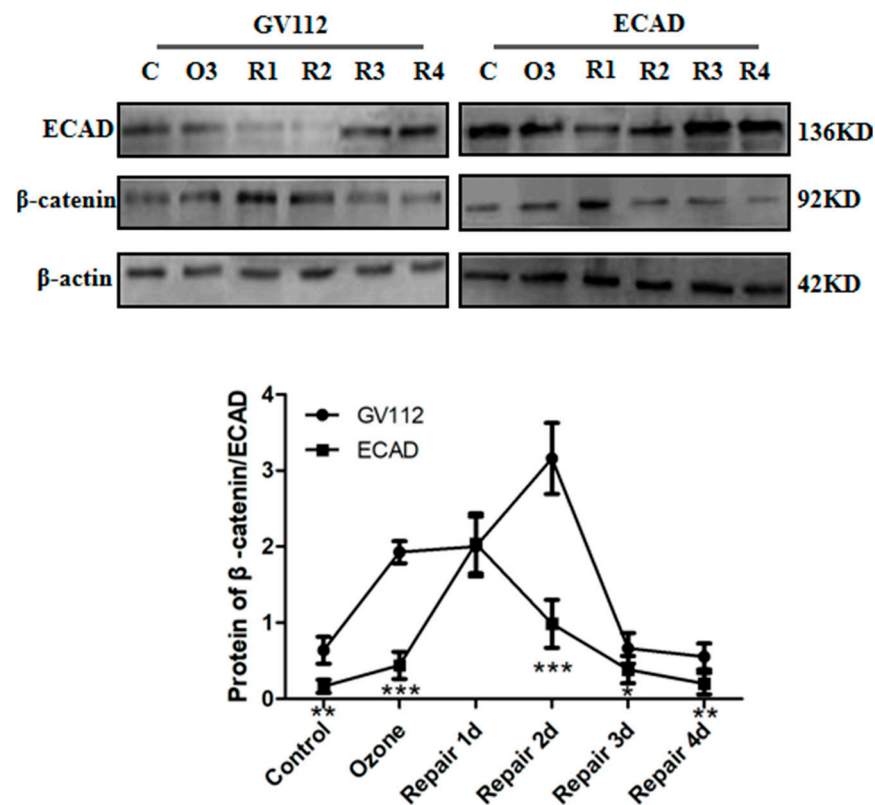 GV112 ECAD
C O3 R1 R2 R3 R4 C O3 R1 R2 R3 R4
ECAD 136KD
β-catenin 92KD
β-actin 42KD
4
GV112
ECAD
3
2
1
0
Protein of β -catenin/ECAD
** *** *** * **
Control Ozone Repair 1d Repair 2d Repair 3d Repair 4d